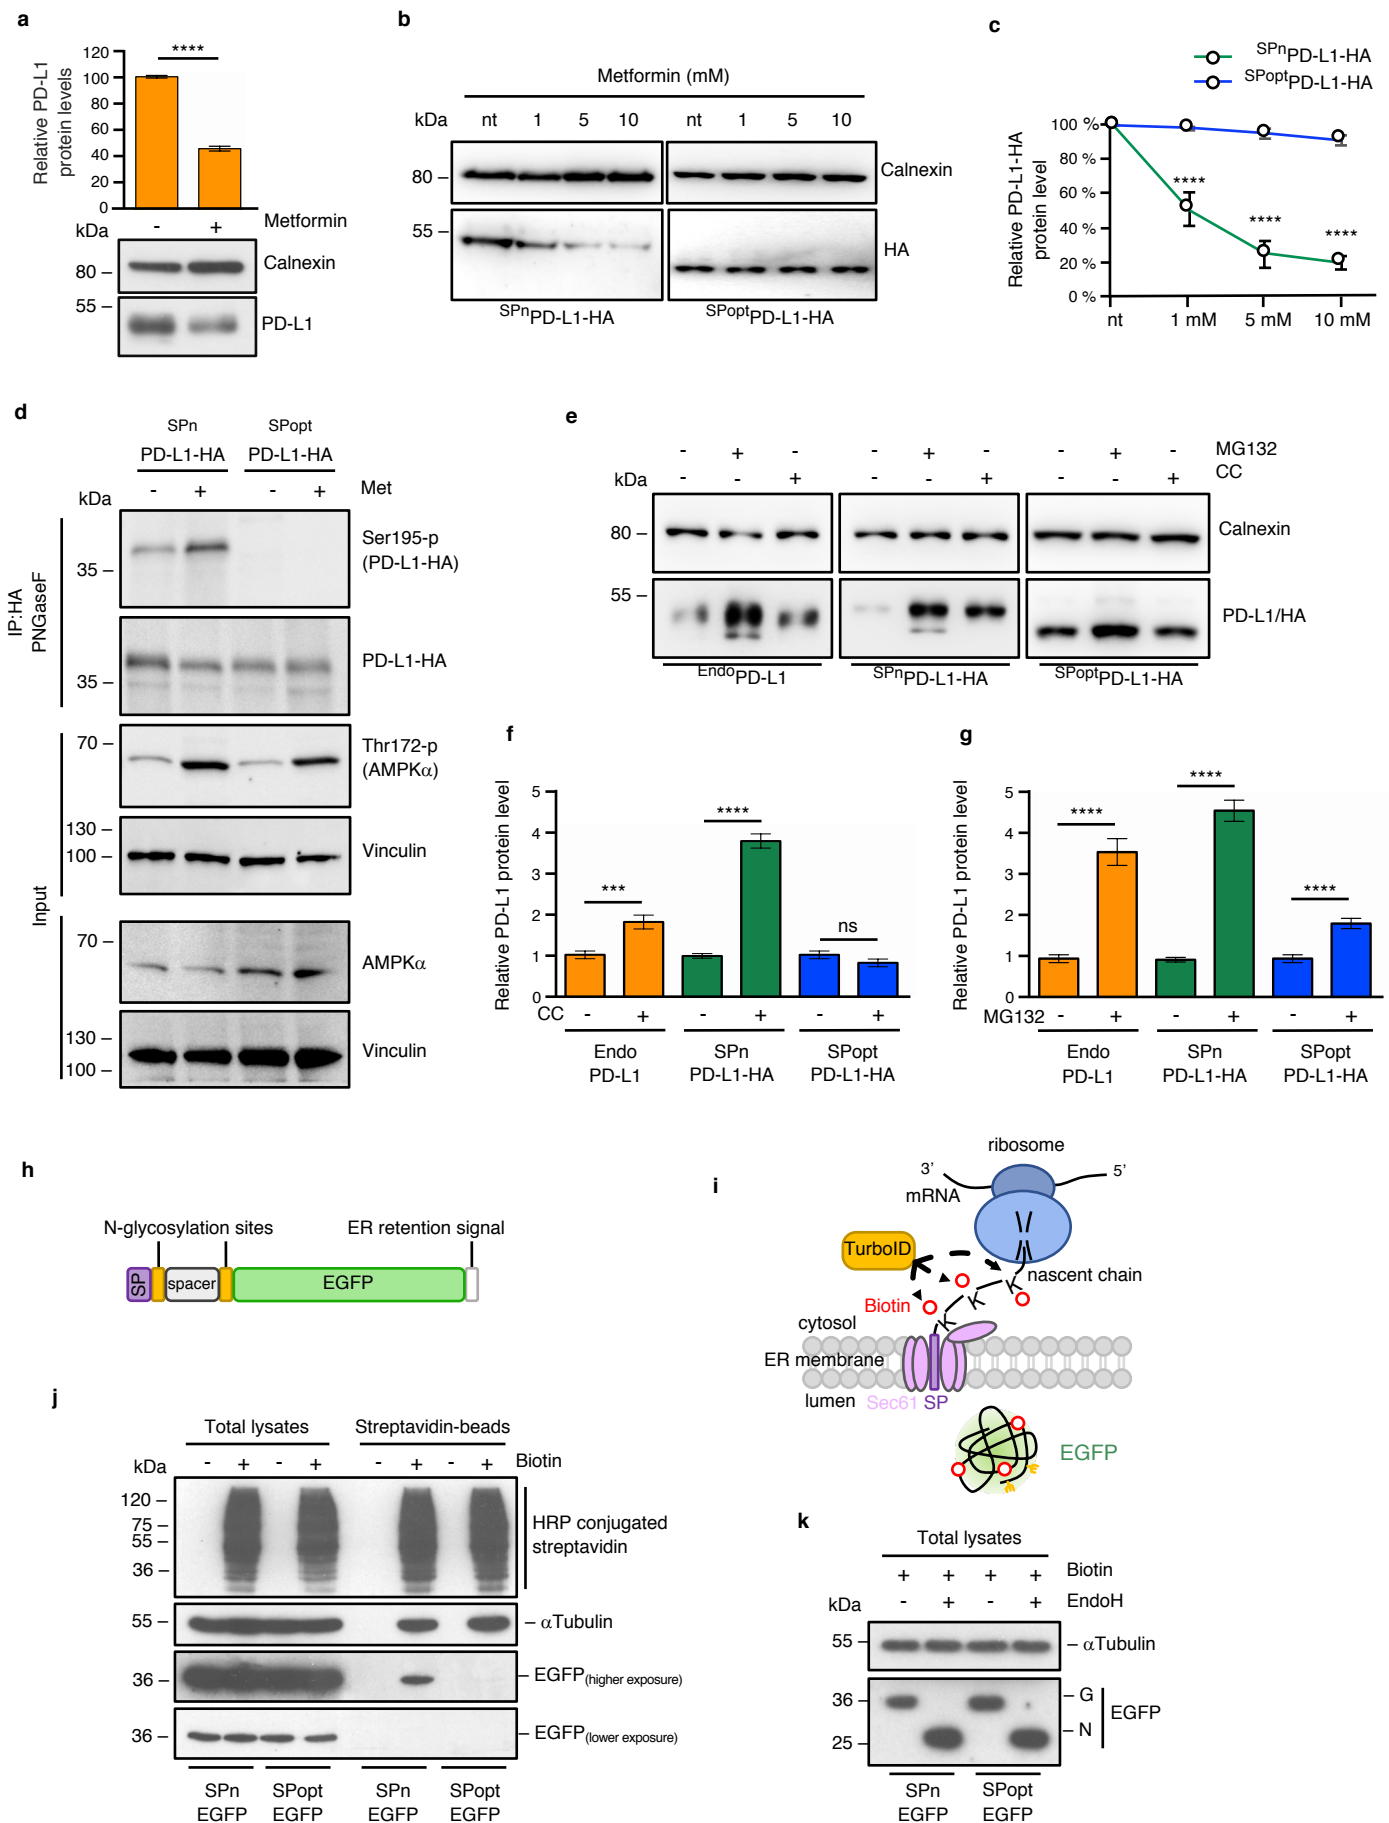 a
120
100
80
60
40
20
0
Relative PD-L1
protein levels
****
- + Metformin
kDa
80 – Calnexin
55 –
PD-L1
b
Metformin (mM)
kDa nt 1 5 10 nt 1 5 10
80 – Calnexin
55 –
HA
SPnPD-L1-HA SPoptPD-L1-HA
c
SPnPD-L1-HA
SPoptPD-L1-HA
Relative PD-L1-HA
protein level
100 %
80 %
60 %
40 %
20 %
0 %
****
****
****
nt 1 mM 5 mM 10 mM
d
SPn SPopt
PD-L1-HA PD-L1-HA
kDa - + - + Met
IP:HA
PNGaseF
Ser195-p
(PD-L1-HA)
35 –
PD-L1-HA
35 –
Input
70 –
Thr172-p
(AMPKα)
130 –
100 –
Vinculin
70 –
AMPKα
130 –
100 –
Vinculin
e
- + - - + - - + - MG132
kDa - - + - - + - - + CC
80 – Calnexin
55 –
PD-L1/HA
EndoPD-L1 SPnPD-L1-HA SPoptPD-L1-HA
f
Relative PD-L1 protein level
5
4
3
2
1
0
*** **** ns
CC - + - + - +
Endo SPn SPopt
PD-L1 PD-L1-HA PD-L1-HA
g
Relative PD-L1 protein level
5
4
3
2
1
0
**** **** ****
MG132 - + - + - +
Endo SPn SPopt
PD-L1 PD-L1-HA PD-L1-HA
h
N-glycosylation sites ER retention signal
SP spacer EGFP
i
ribosome
3’ 5’
mRNA
TurboID
K nascent chain
K
Biotin
K
cytosol
ER membrane
lumen Sec61 SP
EGFP
j
Total lysates Streptavidin-beads
kDa - + - + - + - + Biotin
120 –
75 –
55 –
36 –
HRP conjugated
streptavidin
55 – – αTubulin
36 – – EGFP(higher exposure)
36 – – EGFP(lower exposure)
SPn SPopt SPn SPopt
EGFP EGFP EGFP EGFP
k
Total lysates
+ + + + Biotin
kDa - + - + EndoH
55 – – αTubulin
36 – – G
– N
EGFP
25 –
SPn SPopt
EGFP EGFP